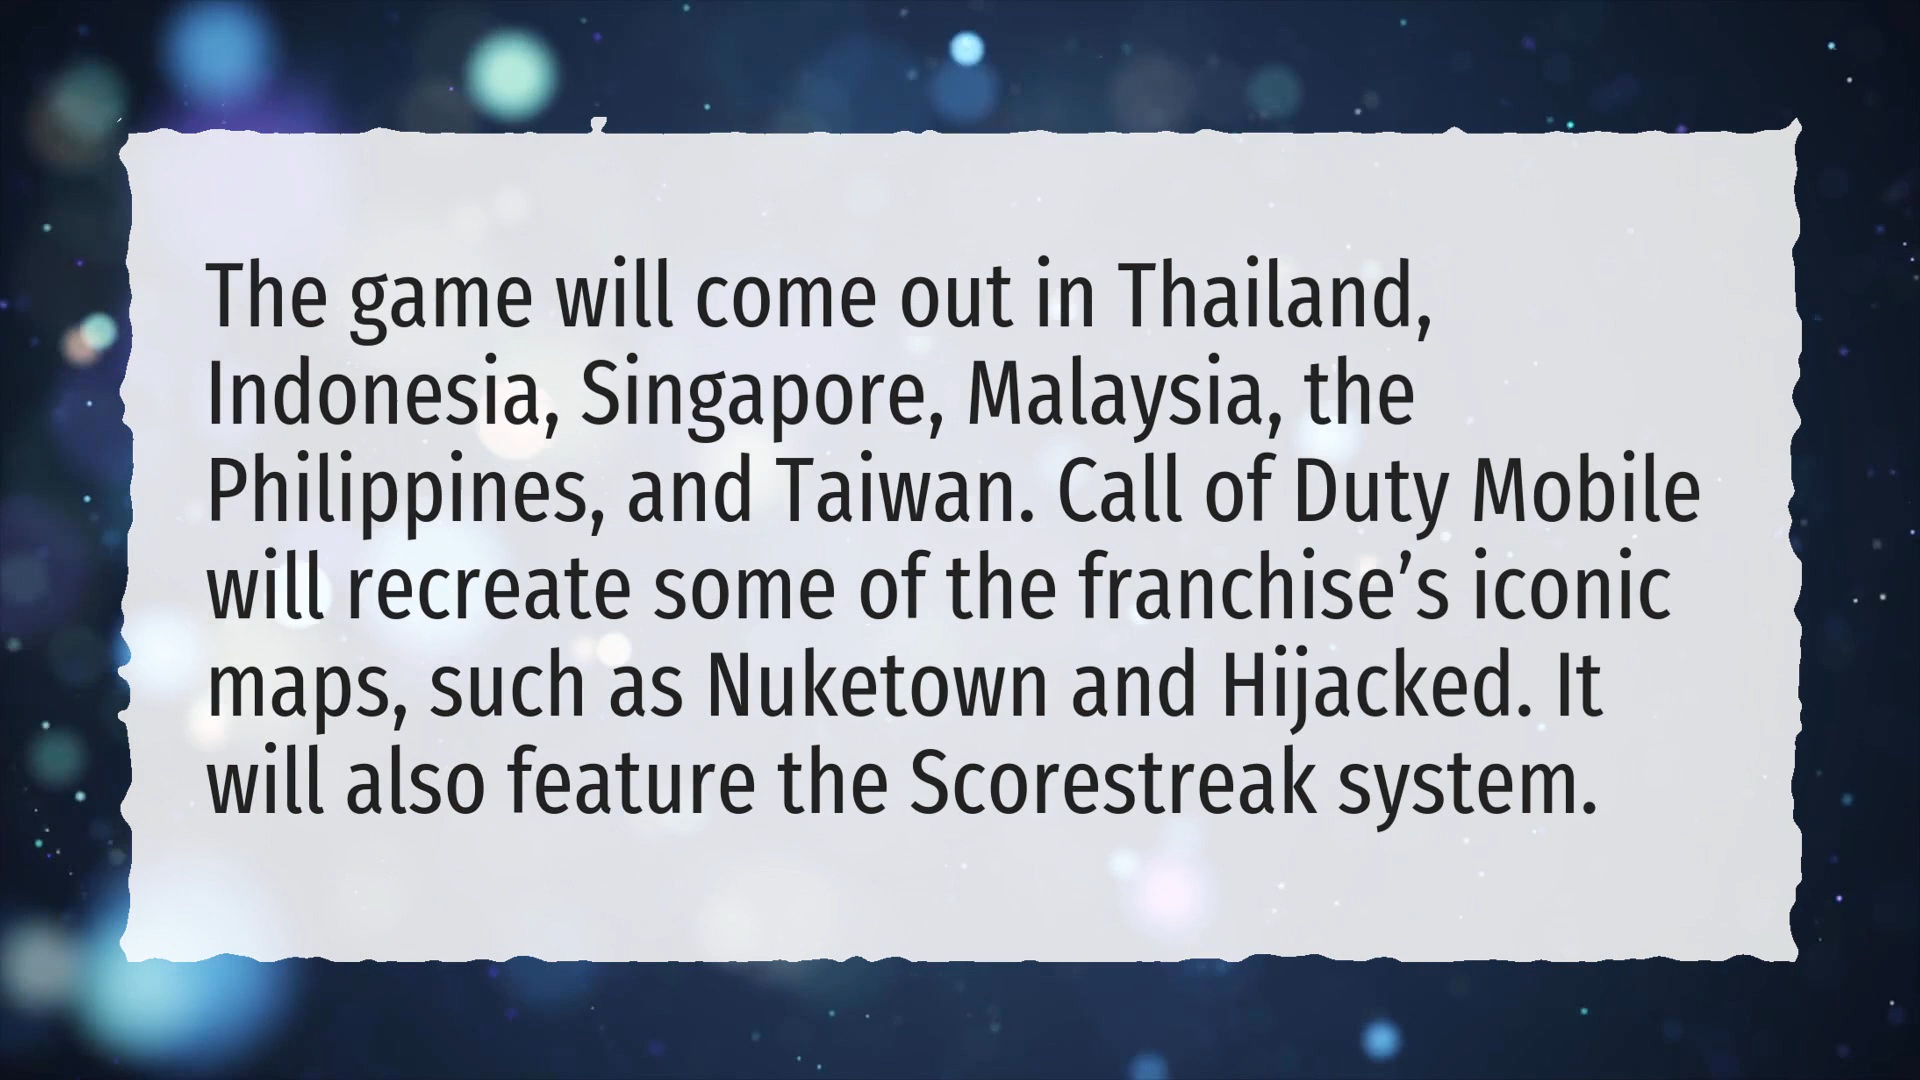 The game will come out in Thailand,
Indonesia, Singapore, Malaysia, the
Philippines, and Taiwan. Call of Duty Mobile
will recreate some of the franchise’s iconic
maps, such as Nuketown and Hijacked. It
will also feature the Scorestreak system.